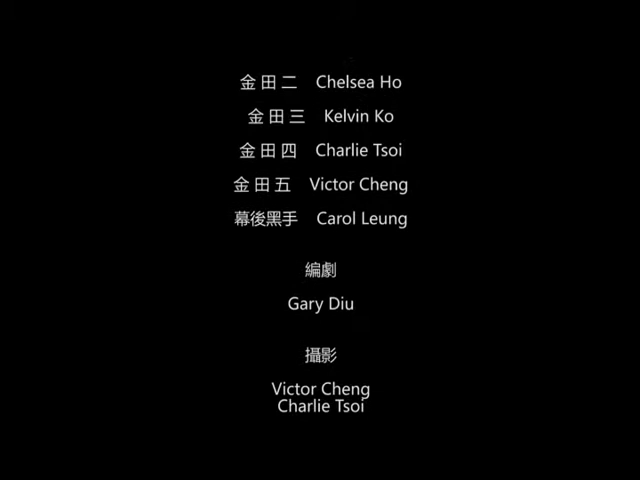 金田二 Chelsea Ho
金田三 Kelvin Ko
金田四 Charlie Tsoi
金田五 Victor Cheng
幕後黑手 Carol Leung
編劇
Gary Diu
攝影
Victor Cheng
Charlie Tsoi